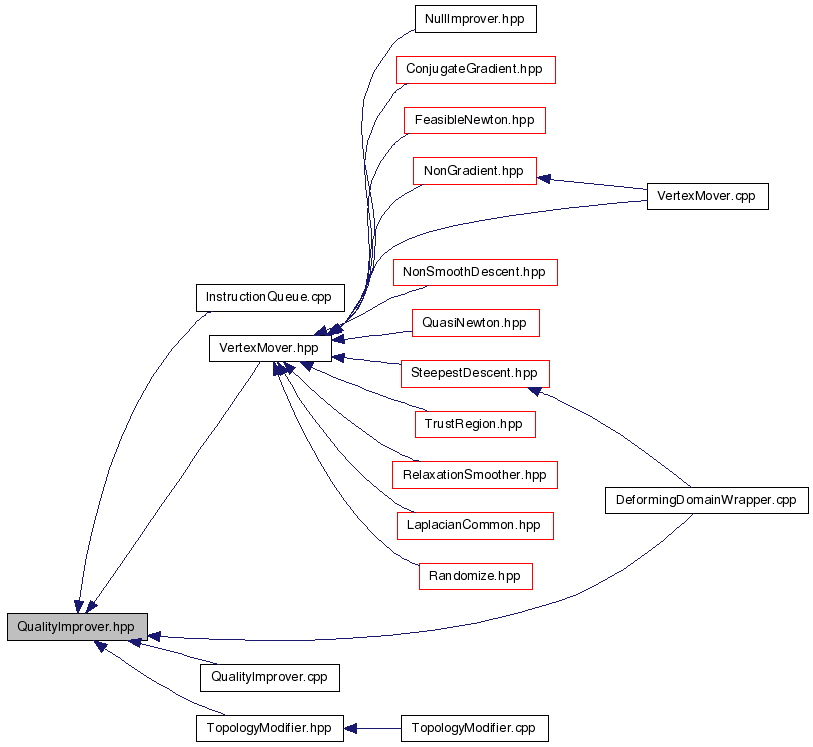 NullImprover.hpp
ConjugateGradient.hpp
FeasibleNewton.hpp
NonGradient.hpp
VertexMover.cpp
NonSmoothDescent.hpp
InstructionQueue.cpp
QuasiNewton.hpp
VertexMover.hpp
SteepestDescent.hpp
TrustRegion.hpp
RelaxationSmoother.hpp
DeformingDomainWrapper.cpp
LaplacianCommon.hpp
Randomize.hpp
QualityImprover.hpp
QualityImprover.cpp
TopologyModifier.hpp
TopologyModifier.cpp